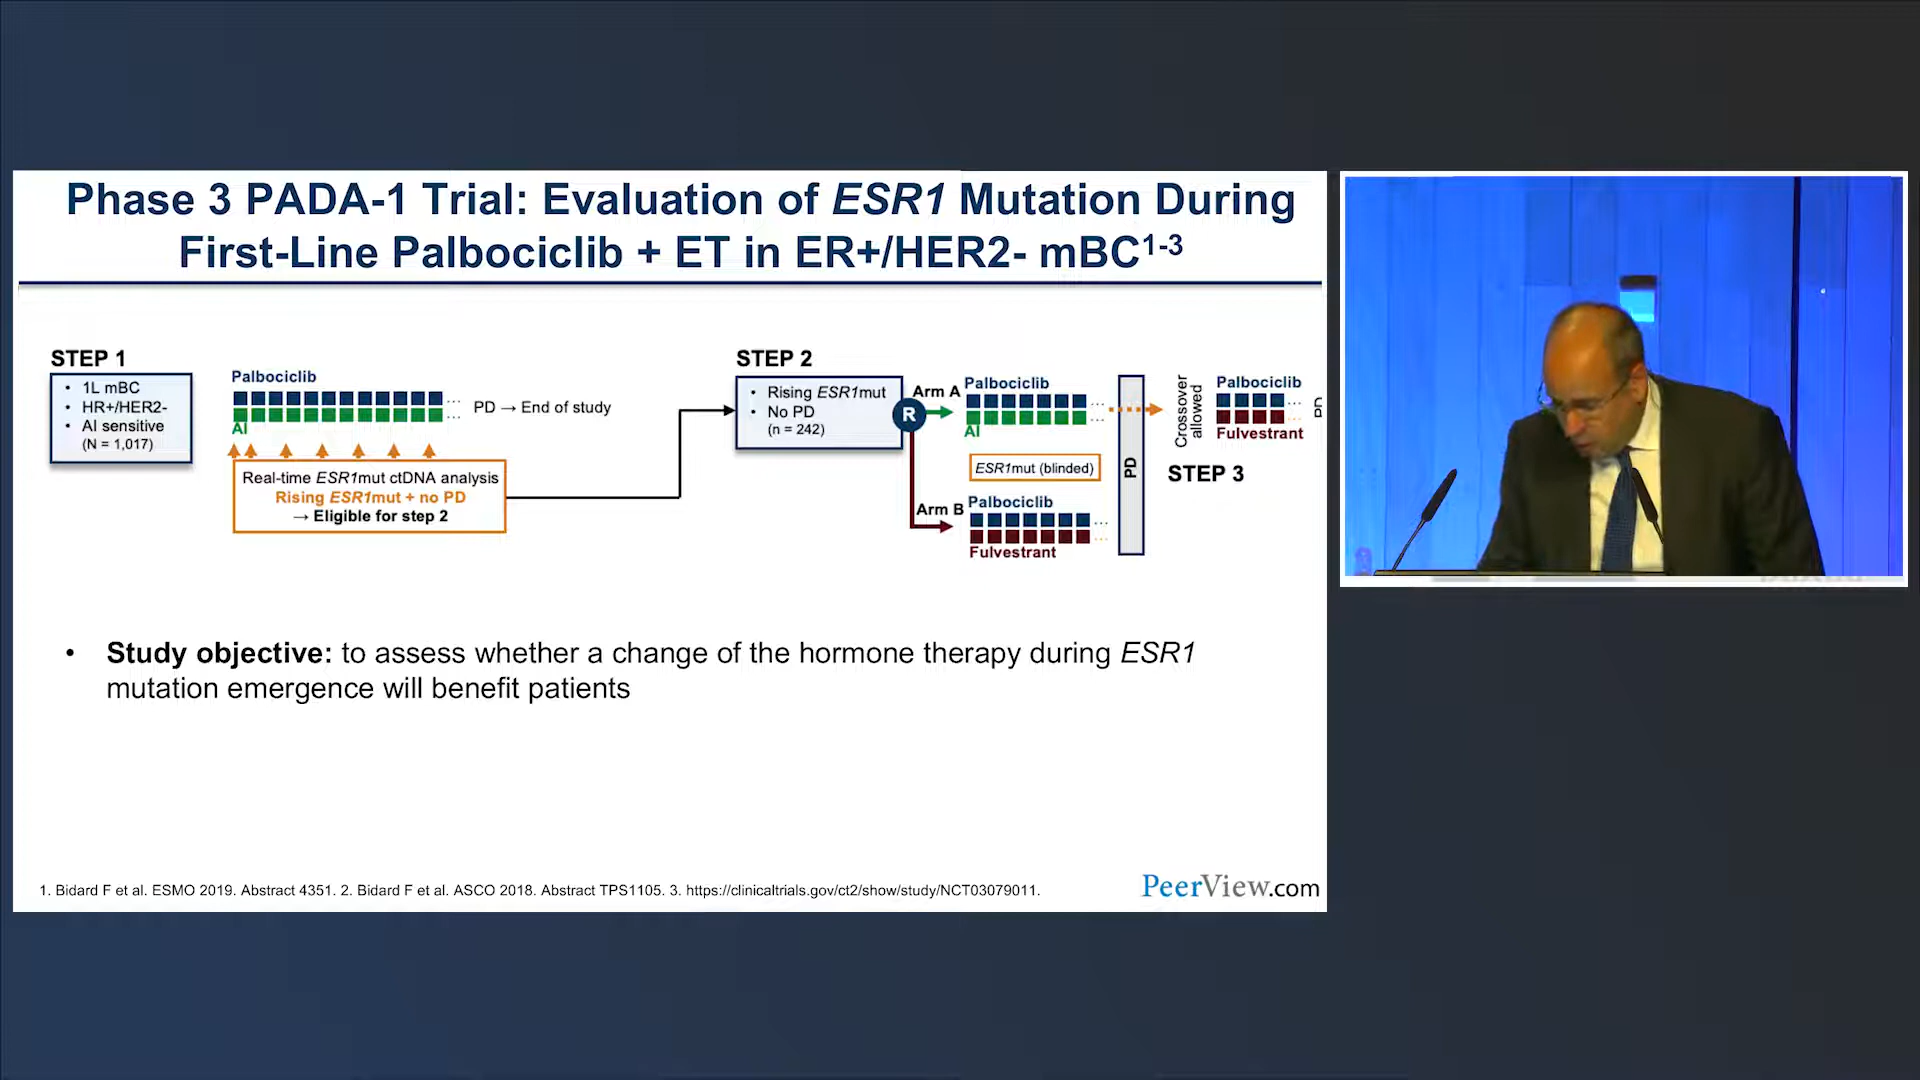 Phase 3 PADA-1 Trial: Evaluation of ESR1 Mutation During
First-Line Palbociclib + ET in ER+/HER2- mBC1-3
STEP 1
• 1L mBC
• HR+/HER2-
• AI sensitive
(N = 1,017)
Palbociclib
AI
PD → End of study
Real-time ESR1mut ctDNA analysis
Rising ESR1mut + no PD
→ Eligible for step 2
STEP 2
• Rising ESR1mut
• No PD
(n = 242)
R
Arm A
Palbociclib
AI
ESR1mut (blinded)
Arm B
Palbociclib
Fulvestrant
PD
Crossover
allowed
STEP 3
Palbociclib
Fulvestrant
PD
• Study objective: to assess whether a change of the hormone therapy during ESR1
mutation emergence will benefit patients
1. Bidard F et al. ESMO 2019. Abstract 4351. 2. Bidard F et al. ASCO 2018. Abstract TPS1105. 3. https://clinicaltrials.gov/ct2/show/study/NCT03079011.
PeerView.com